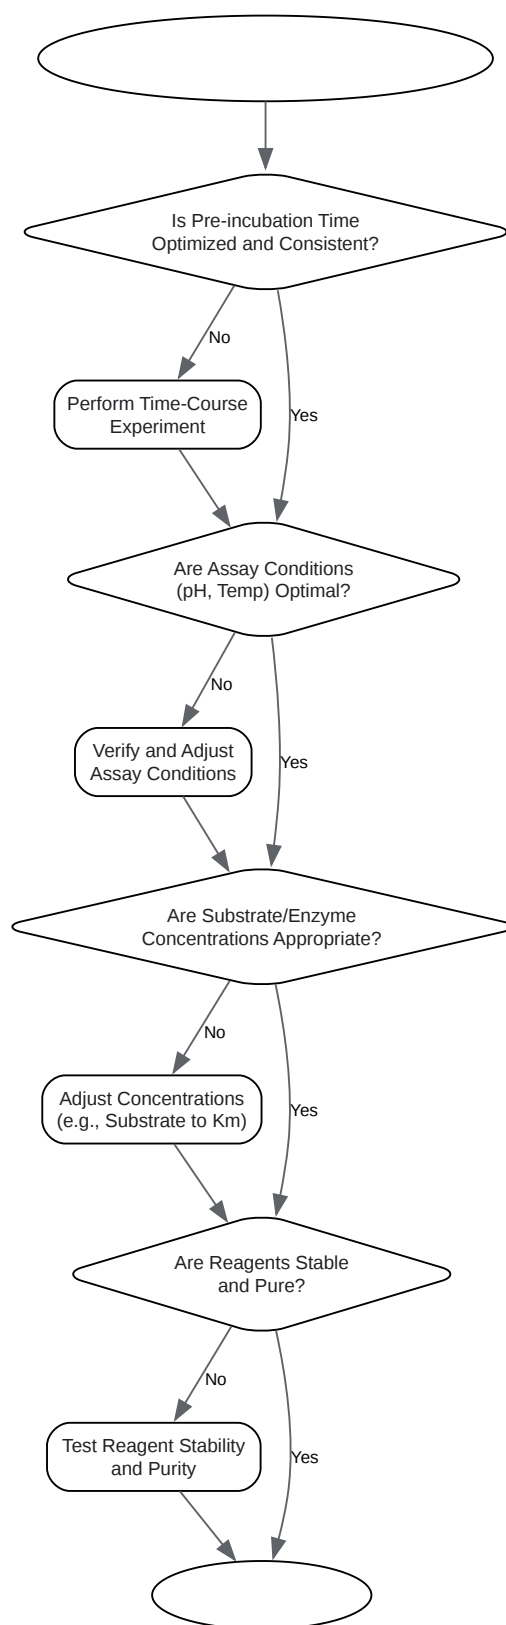 Is Pre-incubation Time
Optimized and Consistent?
No
Perform Time-Course
Experiment
Yes
Are Assay Conditions
(pH, Temp) Optimal?
No
Verify and Adjust
Assay Conditions
Yes
Are Substrate/Enzyme
Concentrations Appropriate?
No
Adjust Concentrations
(e.g., Substrate to Km)
Yes
Are Reagents Stable
and Pure?
No
Test Reagent Stability
and Purity
Yes